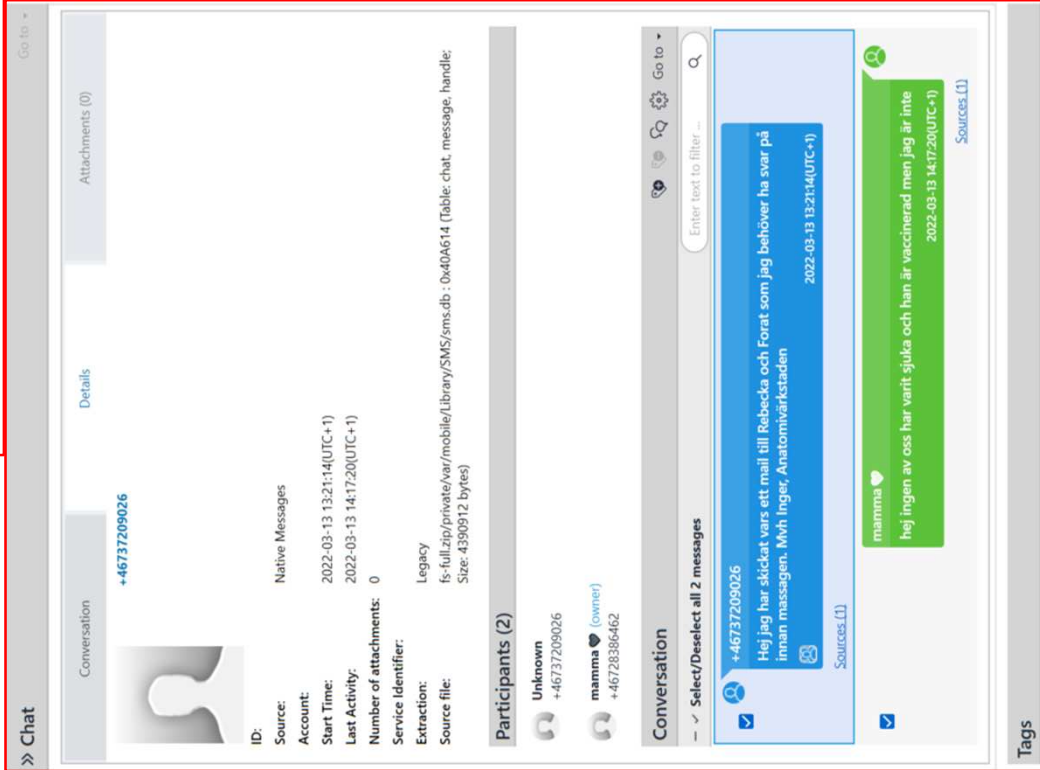 » Chat
Go to
Conversation
Details
Attachments (0)
+46737209026
ID:
Source: Native Messages
Account:
Start Time: 2022-03-13 13:21:14(UTC+1)
Last Activity: 2022-03-13 14:17:20(UTC+1)
Number of attachments: 0
Service Identifier:
Extraction: Legacy
Source file: fs-full.zip/private/var/mobile/Library/SMS/sms.db : 0x40A614 (Table: chat, message, handle;
Size: 4390912 bytes)
Participants (2)
Unknown
+46737209026
mamma 🖤 (owner)
+46728386462
Conversation
Go to
Select/Deselect all 2 messages
Enter text to filter ...
+46737209026
Hej jag har skickat vars ett mail till Rebecka och Forat som jag behöver ha svar på
innan massagen. Mvh Inger, Anatomivärkstaden
2022-03-13 13:21:14(UTC+1)
Sources (1)
mamma 🤍
hej ingen av oss har varit sjuka och han är vaccinerad men jag är inte
2022-03-13 14:17:20(UTC+1)
Sources (1)
Tags